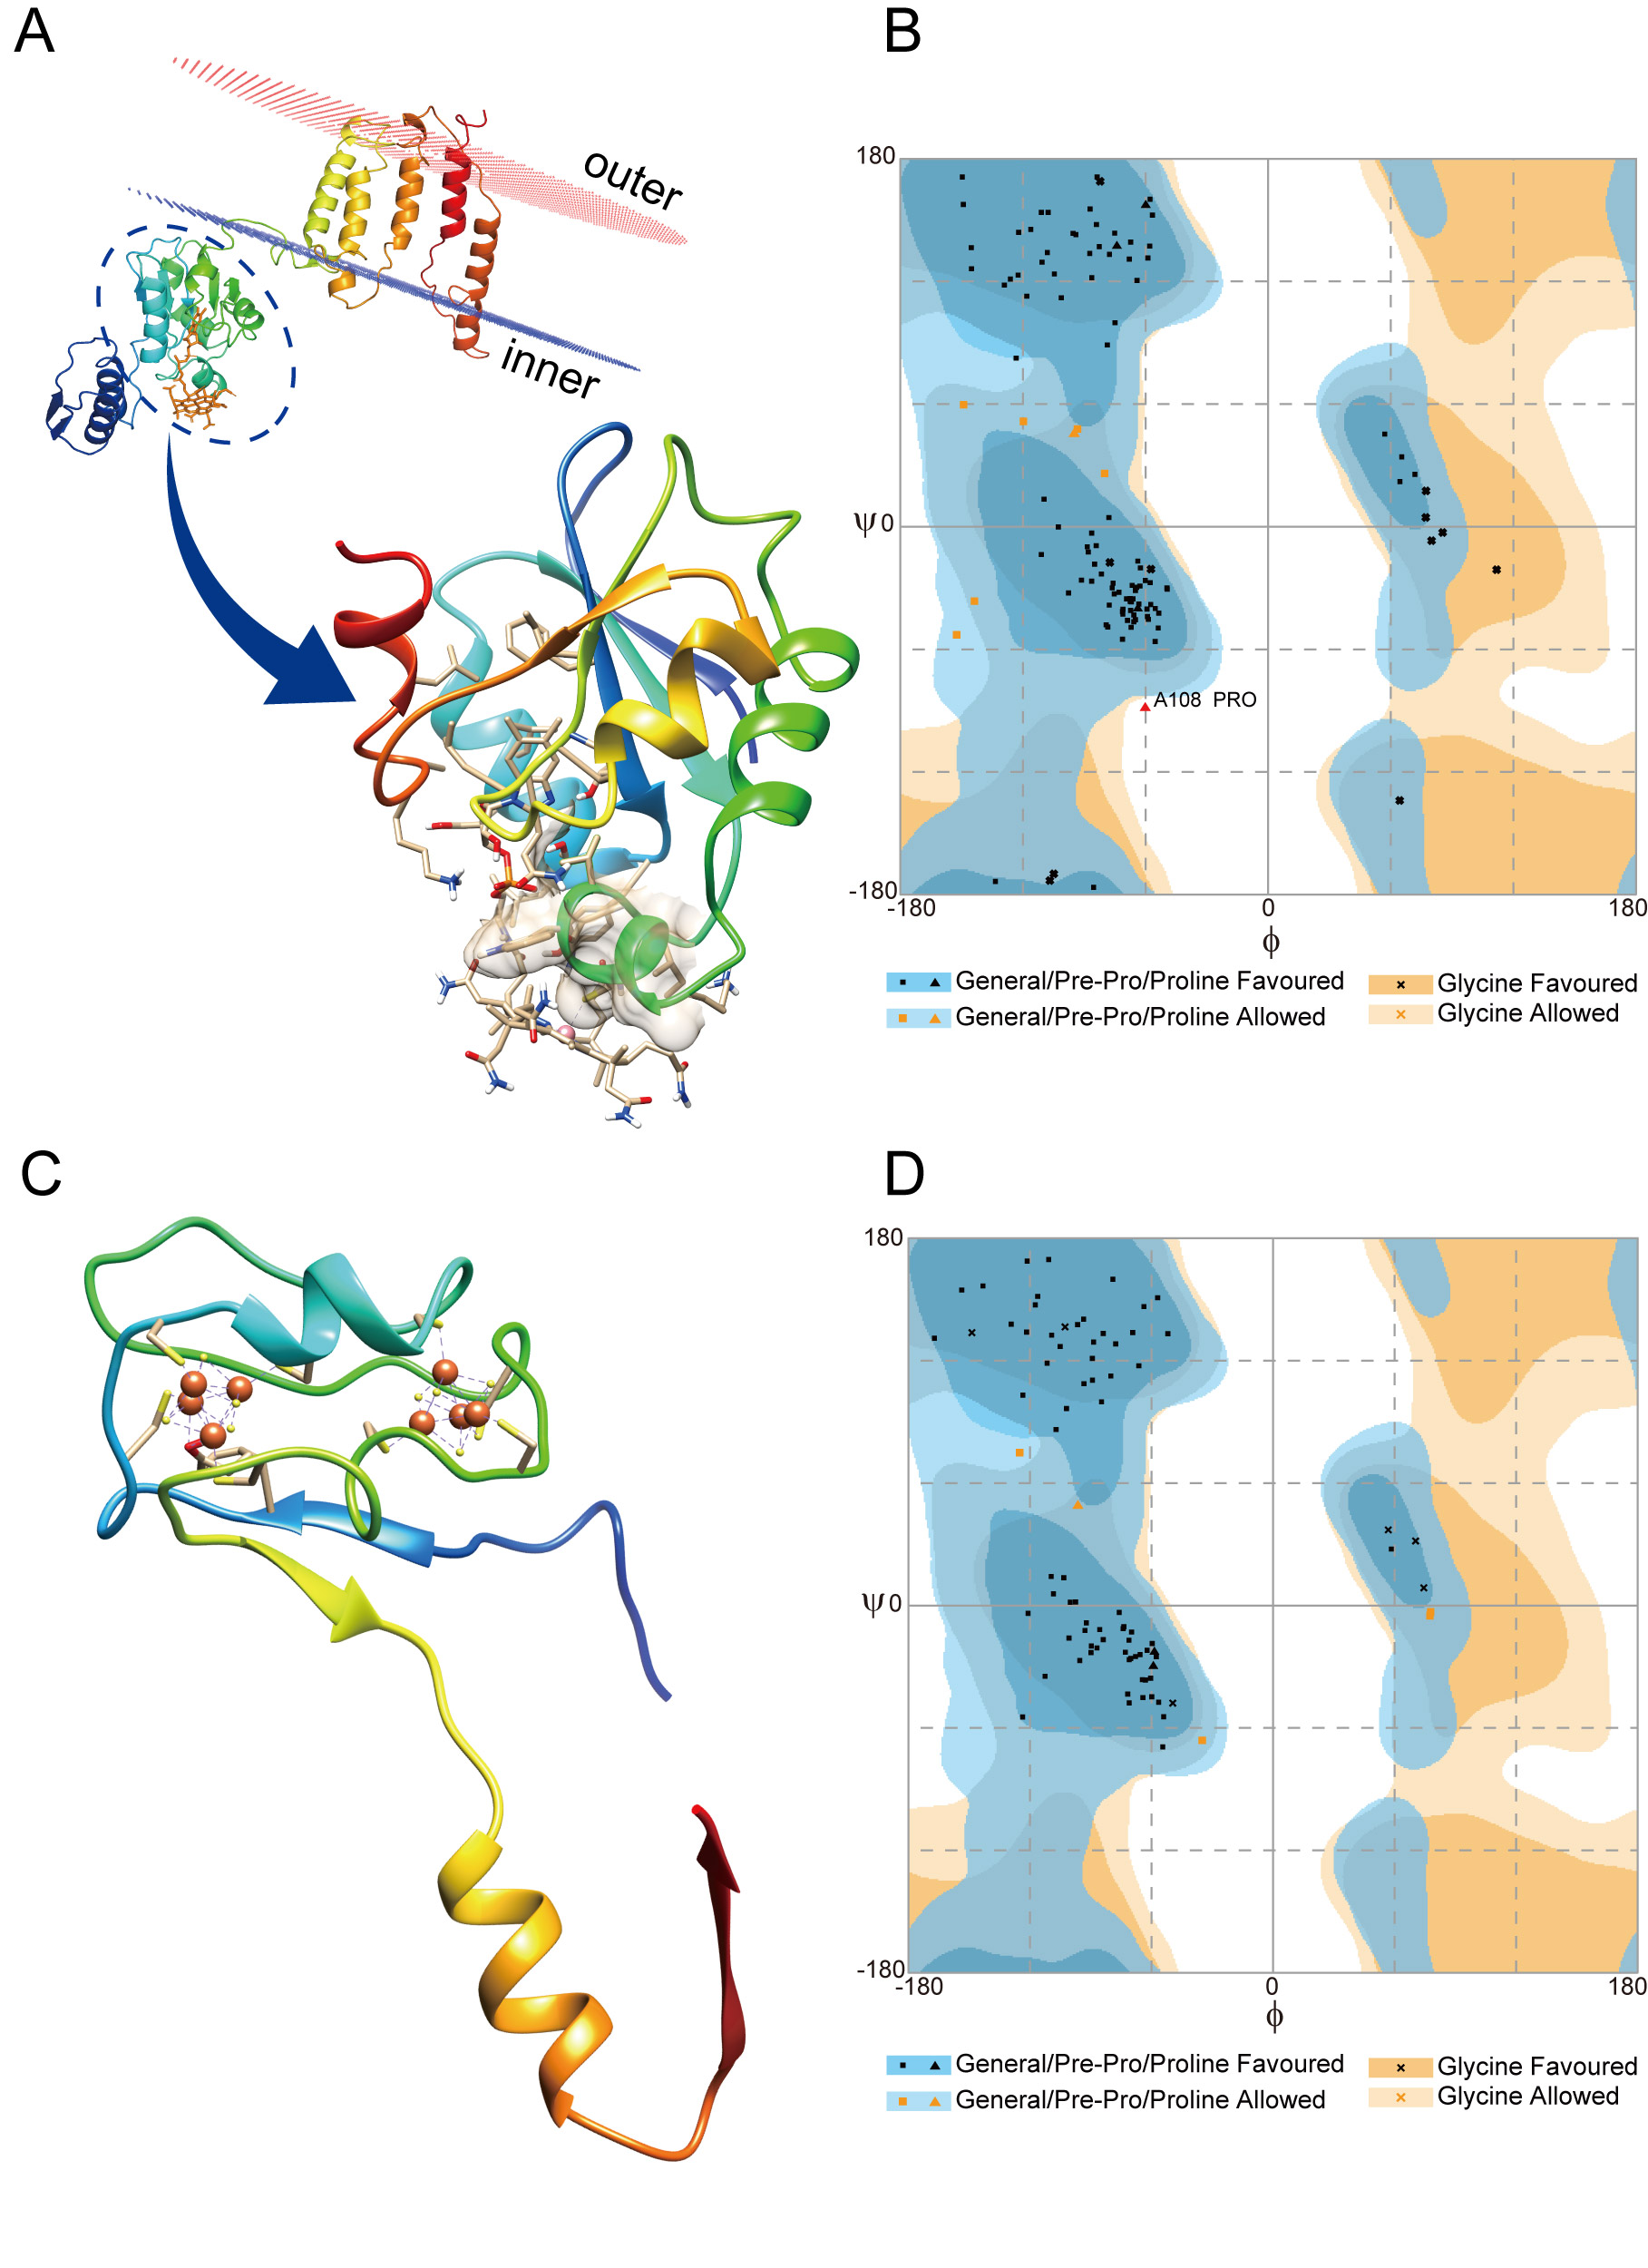 A
outer
inner
B
180
ψ 0
A108 PRO
-180
-180 0 180
ϕ
General/Pre-Pro/Proline Favoured
General/Pre-Pro/Proline Allowed
Glycine Favoured
Glycine Allowed
C
D
180
ψ 0
-180
-180 0 180
ϕ
General/Pre-Pro/Proline Favoured
General/Pre-Pro/Proline Allowed
Glycine Favoured
Glycine Allowed